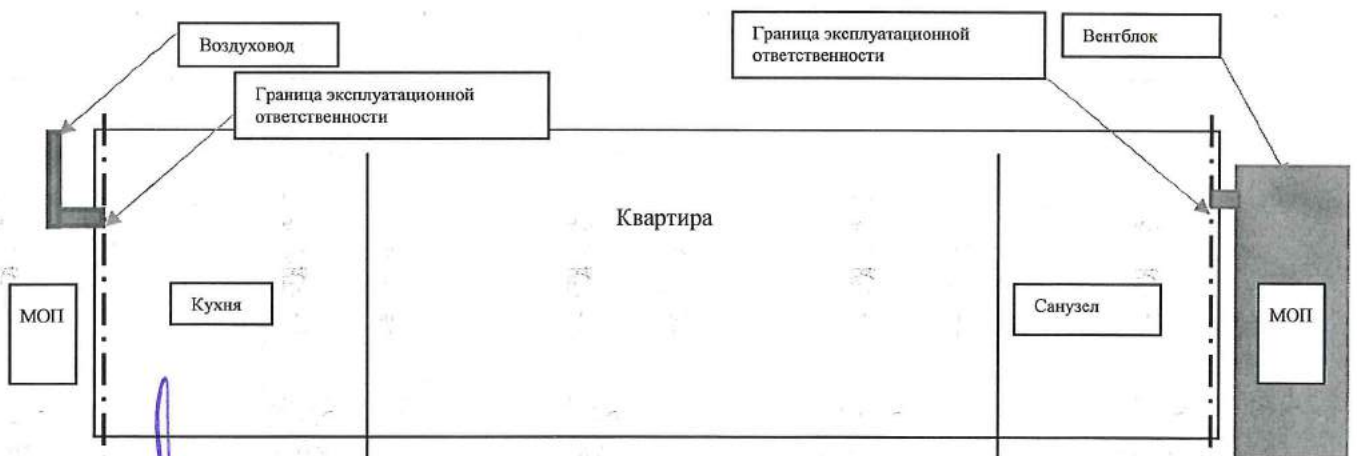 Воздуховод
Граница эксплуатационной
ответственности
Граница эксплуатационной
ответственности
Вентблок
Квартира
МОП
Кухня
Санузел
МОП